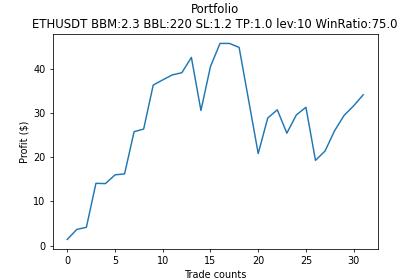 Portfolio
ETHUSDT BBM:2.3 BBL:220 SL:1.2 TP:1.0 lev:10 WinRatio:75.0
Profit ($)
40
30
20
10
0
0 5 10 15 20 25 30
Trade counts